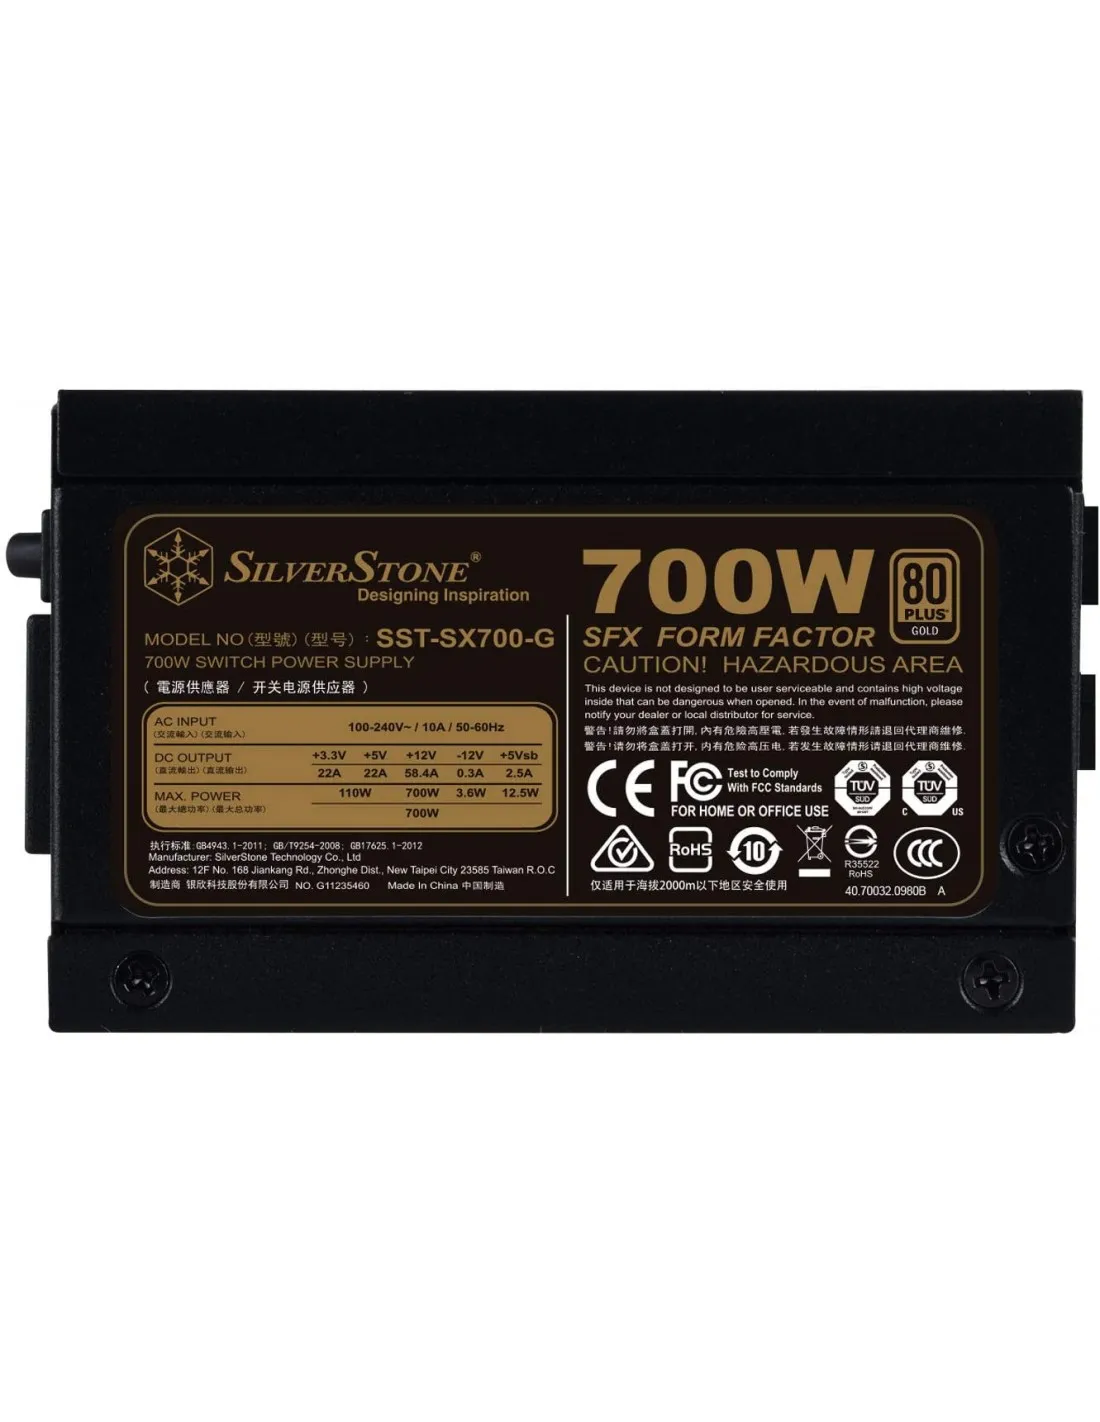 SILVERSTONE®
Designing Inspiration
MODEL NO (型號) (型号) : SST-SX700-G
700W SWITCH POWER SUPPLY
( 電源供應器 / 开关电源供应器 )
AC INPUT
(交流輸入) (交流输入)
100-240V~ / 10A / 50-60Hz
DC OUTPUT +3.3V +5V +12V -12V +5Vsb
(直流輸出) (直流输出) 22A 22A 58.4A 0.3A 2.5A
MAX. POWER 110W 700W 3.6W 12.5W
(最大總功率) (最大总功率) 700W
执行标准: GB4943.1-2011; GB/T9254-2008; GB17625.1-2012
Manufacturer: SilverStone Technology Co., Ltd
Address: 12F No. 168 Jiankang Rd., Zhonghe Dist., New Taipei City 23585 Taiwan R.O.C
制造商 银欣科技股份有限公司 NO. G11235460 Made In China 中国制造
700W
80
PLUS®
GOLD
SFX FORM FACTOR
CAUTION! HAZARDOUS AREA
This device is not designed to be user serviceable and contains high voltage
inside that can be dangerous when opened. In the event of malfunction, please
notify your dealer or local distributor for service.
警告!請勿將盒蓋打開, 內有危險高壓電, 若發生故障情形請退回代理商維修.
警告!请勿将盒盖打开, 内有危险高压电, 若发生故障情形请退回代理商维修.
CE FC Test to Comply
With FCC Standards
FOR HOME OR OFFICE USE
TÜV
SÜD
TÜV
SÜD
C US
RoHS
10
R35522
RoHS
CCC
仅适用于海拔2000m以下地区安全使用
40.70032.0980B A